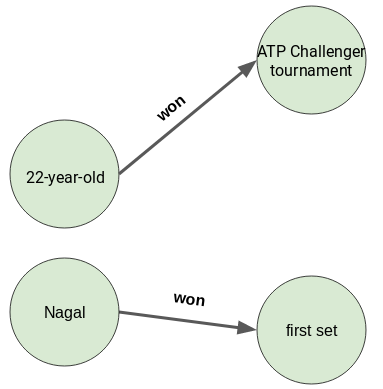 ATP Challenger
tournament
won
22-year-old
Nagal
won
first set